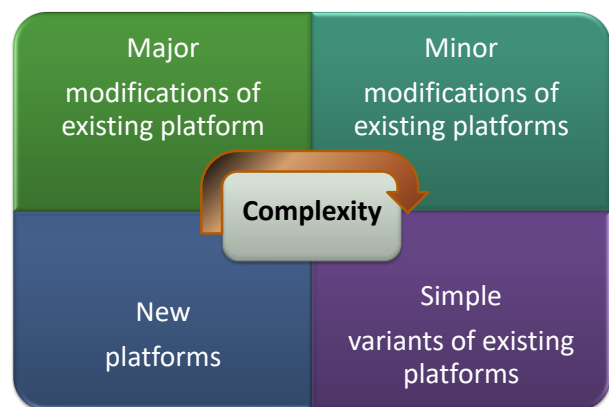 Major
modifications of
existing platform
Minor
modifications of
existing platforms
Complexity
New
platforms
Simple
variants of existing
platforms